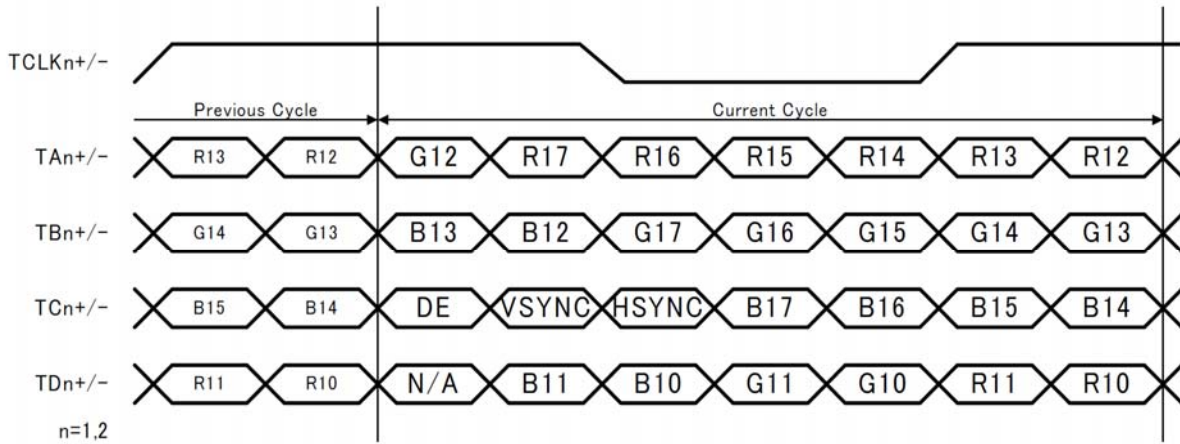 TCLKn+/-
Previous Cycle Current Cycle
TAn+/- R13 R12 G12 R17 R16 R15 R14 R13 R12
TBn+/- G14 G13 B13 B12 G17 G16 G15 G14 G13
TCn+/- B15 B14 DE VSYNC HSYNC B17 B16 B15 B14
TDn+/- R11 R10 N/A B11 B10 G11 G10 R11 R10
n=1,2